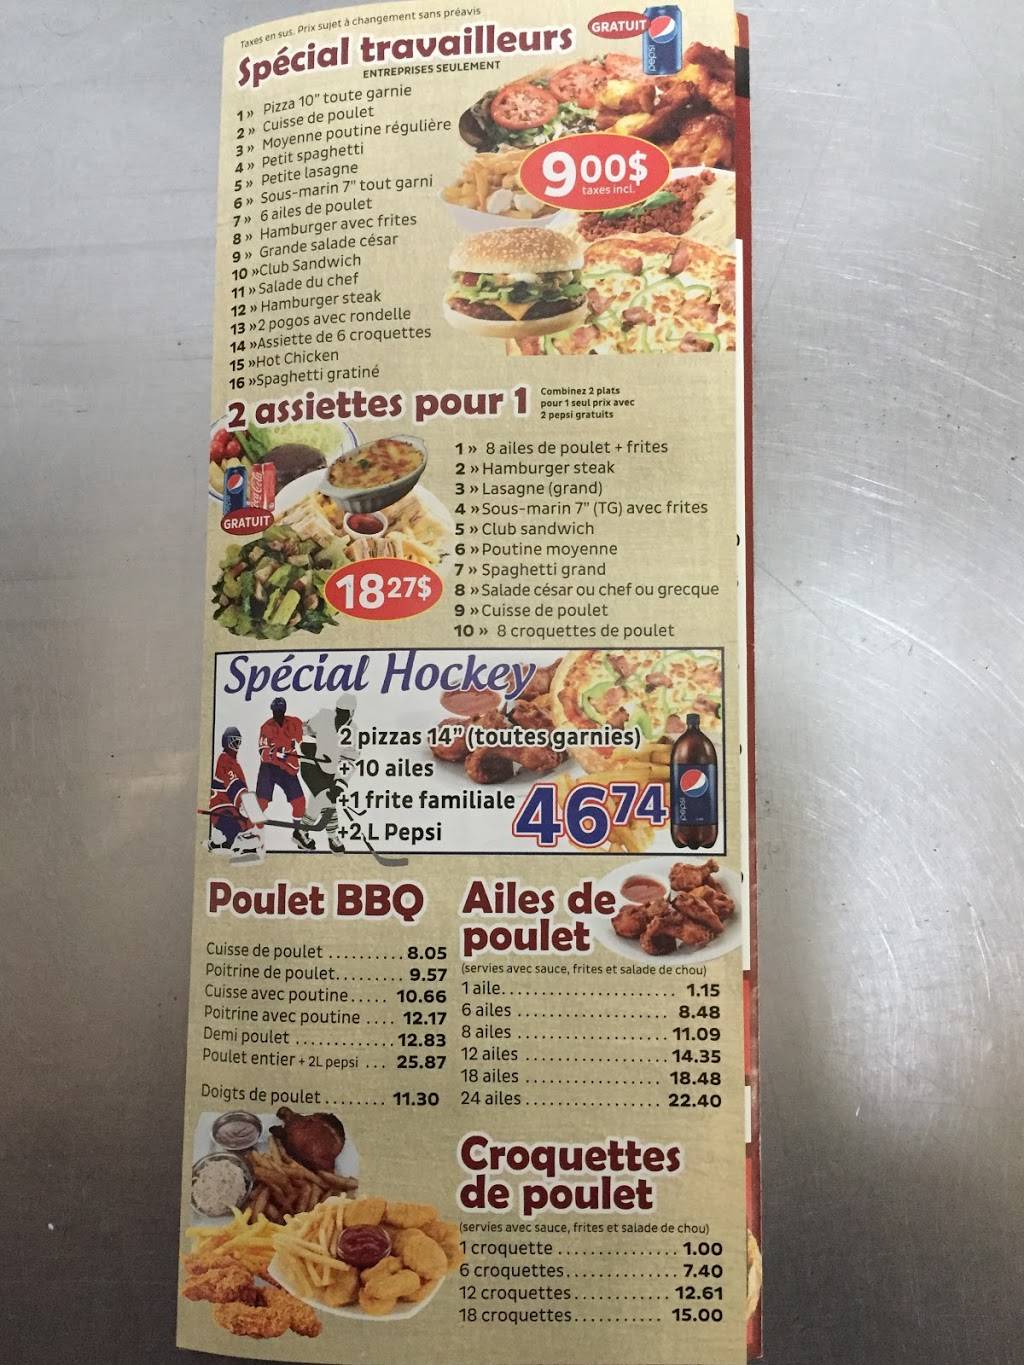 Taxes en sus. Prix sujet à changement sans préavis
Spécial travailleurs
ENTREPRISES SEULEMENT
GRATUIT
pepsi
1 » Pizza 10" toute garnie
2 » Cuisse de poulet
3 » Moyenne poutine régulière
4 » Petit spaghetti
5 » Petite lasagne
6 » Sous-marin 7" tout garni
7 » 6 ailes de poulet
8 » Hamburger avec frites
9 » Grande salade césar
10 »Club Sandwich
11 » Salade du chef
12 » Hamburger steak
13 »2 pogos avec rondelle
14 »Assiette de 6 croquettes
15 »Hot Chicken
16 »Spaghetti gratiné
9 00$
taxes incl.
2 assiettes pour 1
Combinez 2 plats
pour 1 seul prix avec
2 pepsi gratuits
Coca-Cola
GRATUIT
18 27$
1 » 8 ailes de poulet + frites
2 » Hamburger steak
3 » Lasagne (grand)
4 »Sous-marin 7" (TG) avec frites
5 » Club sandwich
6 »Poutine moyenne
7 » Spaghetti grand
8 »Salade césar ou chef ou grecque
9 »Cuisse de poulet
10 » 8 croquettes de poulet
Spécial Hockey
2 pizzas 14" (toutes garnies)
+ 10 ailes
+1 frite familiale
+2 L Pepsi
46 74
pepsi
Poulet BBQ
Cuisse de poulet .......... 8.05
Poitrine de poulet......... 9.57
Cuisse avec poutine..... 10.66
Poitrine avec poutine .... 12.17
Demi poulet ............. 12.83
Poulet entier + 2L pepsi ... 25.87
Doigts de poulet ........ 11.30
Ailes de
poulet
(servies avec sauce, frites et salade de chou)
1 aile....................... 1.15
6 ailes .................... 8.48
8 ailes .................... 11.09
12 ailes ................... 14.35
18 ailes .................. 18.48
24 ailes .................. 22.40
Croquettes
de poulet
(servies avec sauce, frites et salade de chou)
1 croquette .............. 1.00
6 croquettes............. 7.40
12 croquettes............ 12.61
18 croquettes........... 15.00